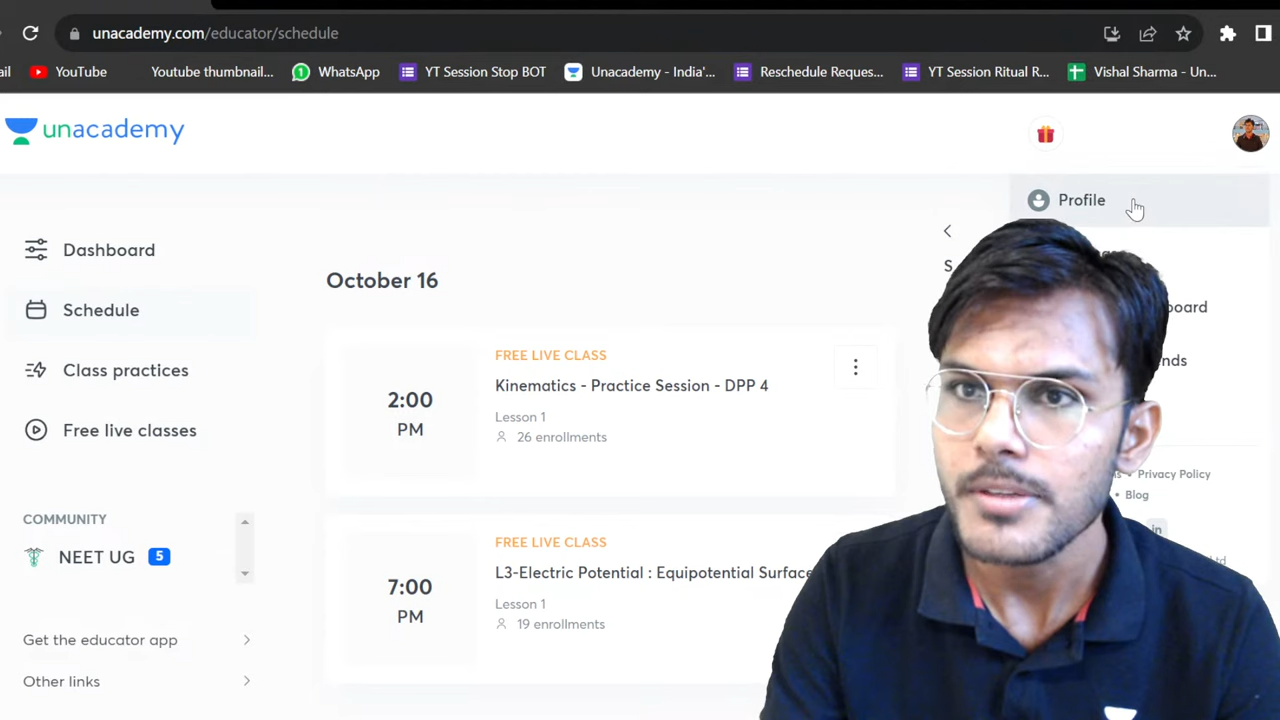 unacademy.com/educator/schedule
YouTube
Youtube thumbnail...
WhatsApp
YT Session Stop BOT
Unacademy - India'...
Reschedule Reques...
YT Session Ritual R...
Vishal Sharma - Un...
unacademy
Profile
Dashboard
Schedule
Class practices
Free live classes
COMMUNITY
NEET UG 5
Get the educator app
Other links
October 16
2:00
PM
FREE LIVE CLASS
Kinematics - Practice Session - DPP 4
Lesson 1
26 enrollments
7:00
PM
FREE LIVE CLASS
L3-Electric Potential : Equipotential Surface
Lesson 1
19 enrollments
S
Privacy Policy
Blog
in